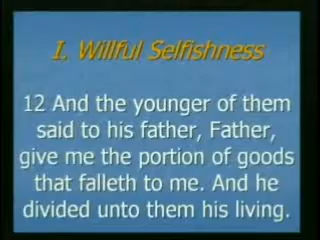 I. Willful Selfishness
12 And the younger of them
said to his father, Father,
give me the portion of goods
that falleth to me. And he
divided unto them his living.